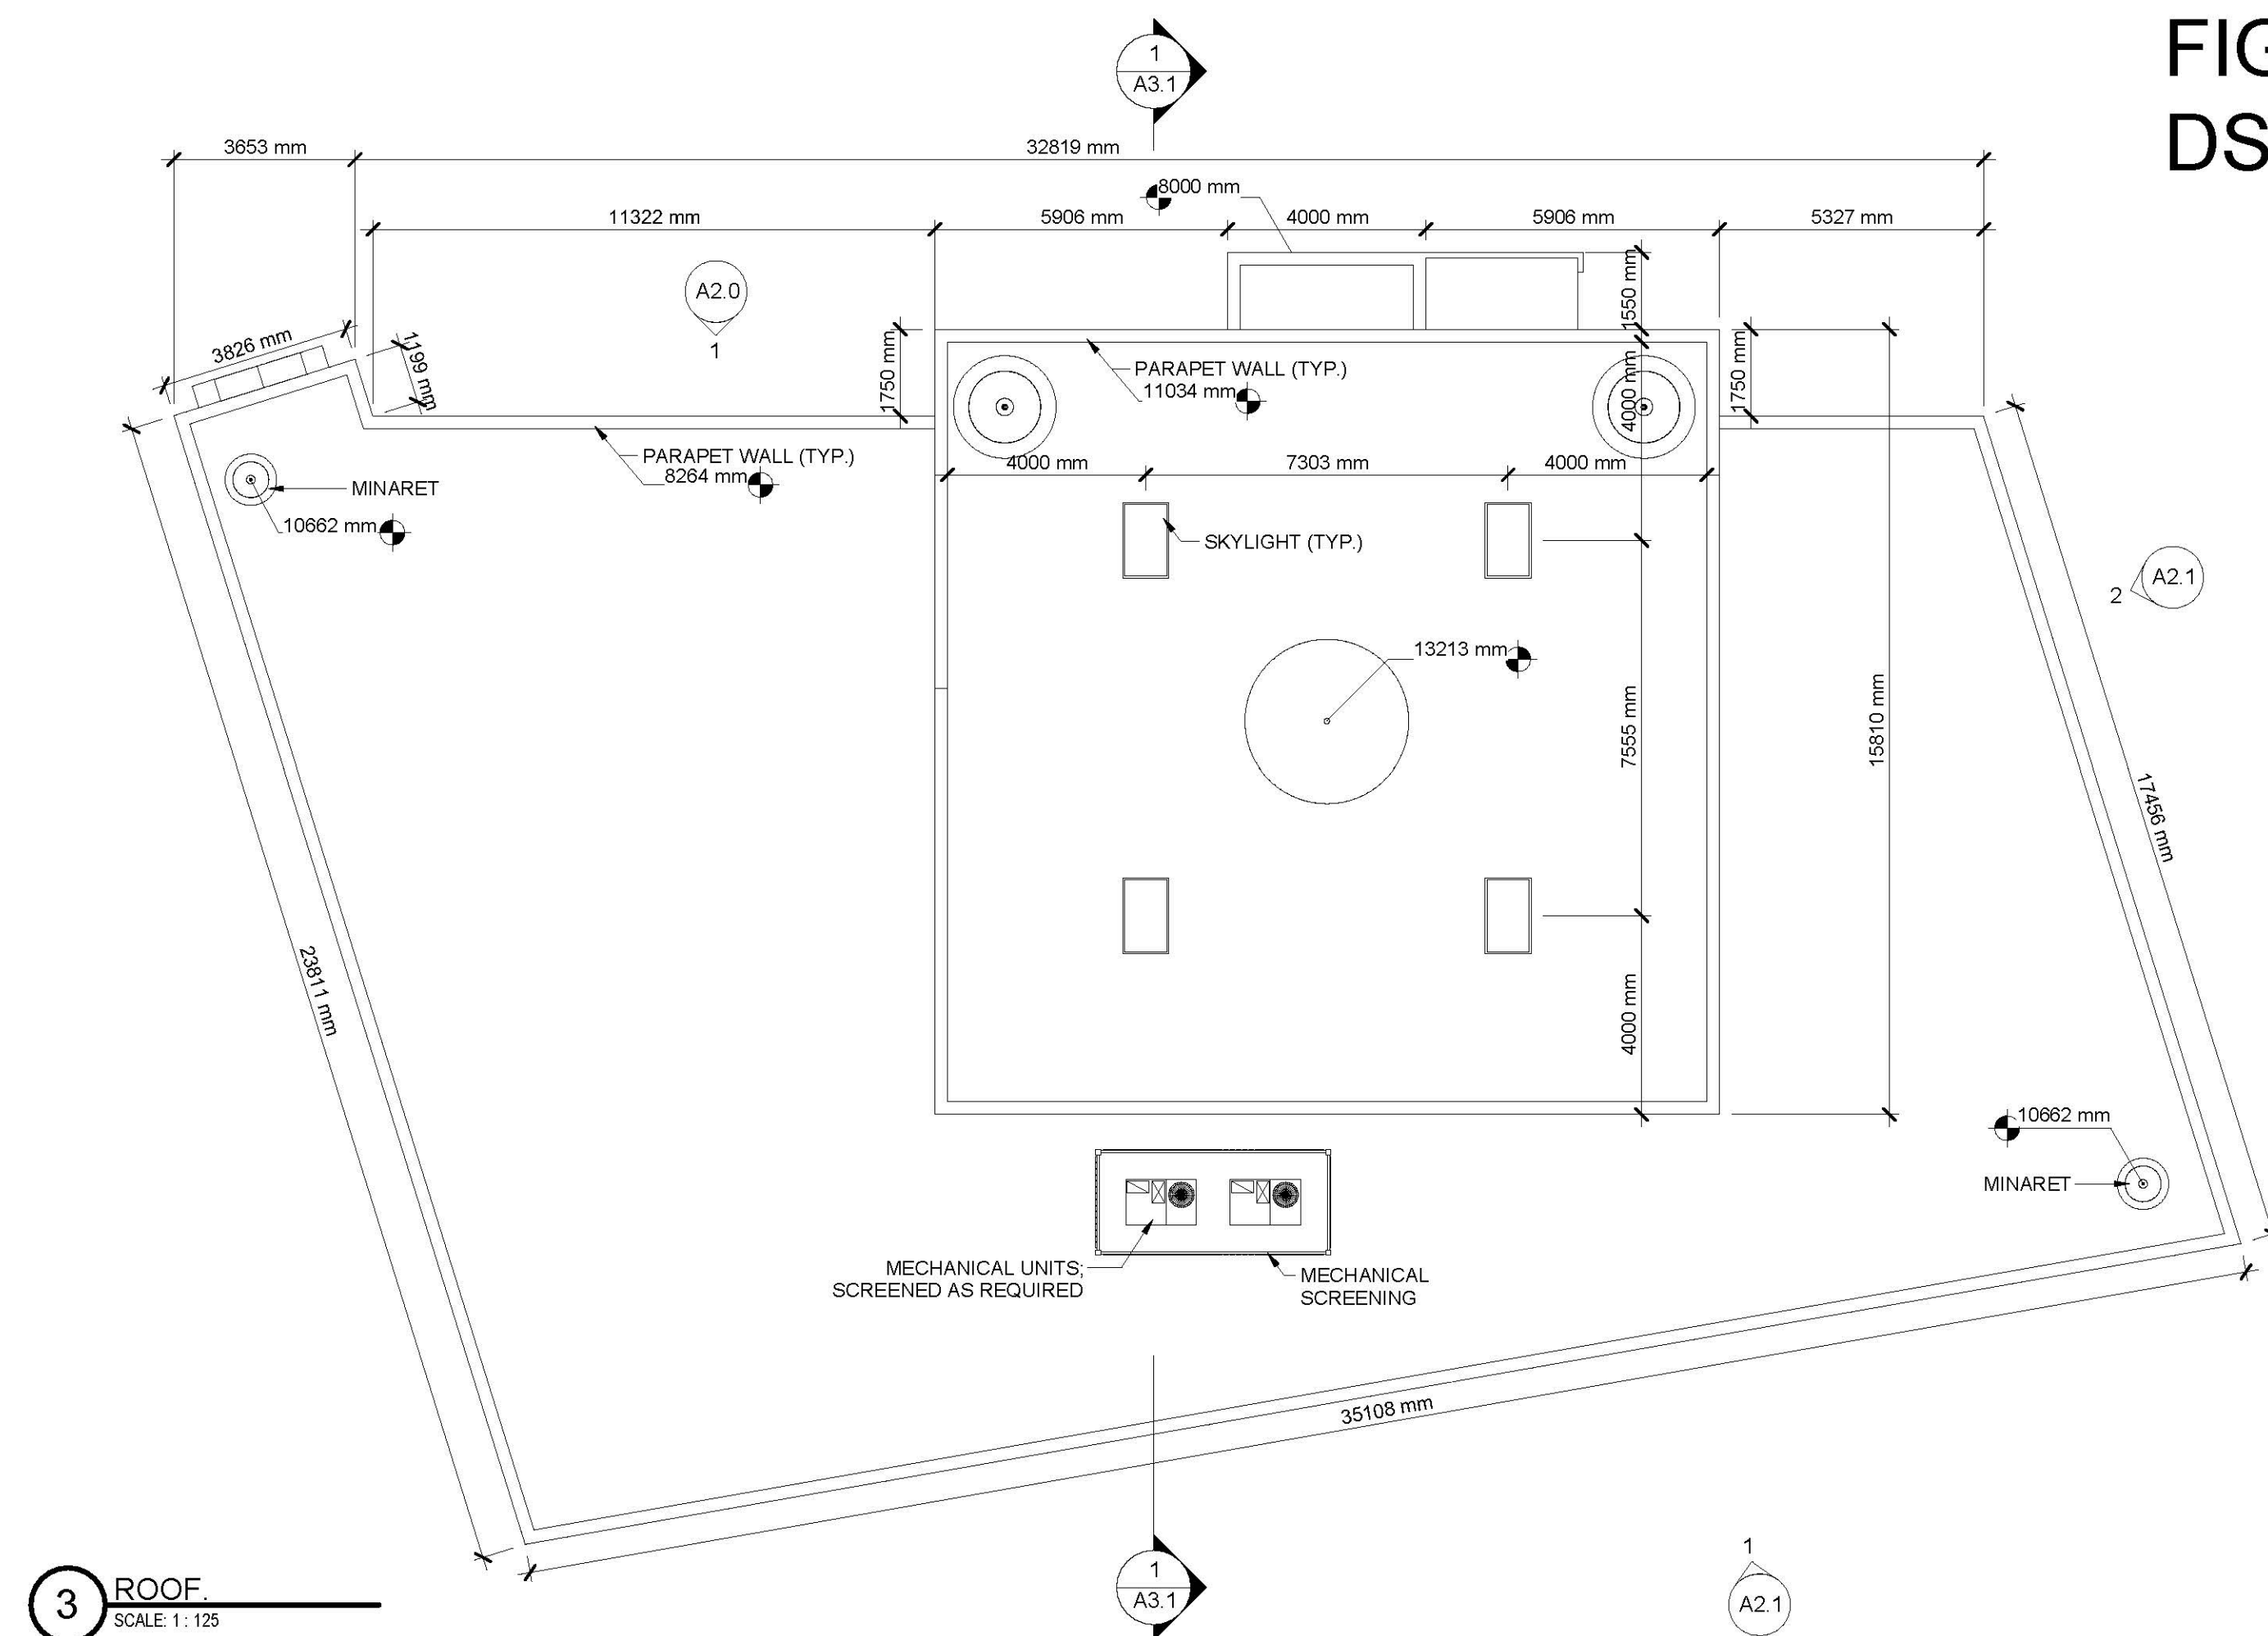 FIG
DS
1
A3.1
3653 mm
32819 mm
8000 mm
11322 mm
5906 mm
4000 mm
5906 mm
5327 mm
A2.0
1
1550 mm
3826 mm
1199 mm
1750 mm
PARAPET WALL (TYP.)
11034 mm
4000 mm
1750 mm
PARAPET WALL (TYP.)
8264 mm
4000 mm
7303 mm
4000 mm
MINARET
10662 mm
SKYLIGHT (TYP.)
A2.1
2
13213 mm
7555 mm
15810 mm
17456 mm
23811 mm
4000 mm
10662 mm
MINARET
MECHANICAL UNITS;
SCREENED AS REQUIRED
MECHANICAL
SCREENING
35108 mm
1
A3.1
1
A2.1
3
ROOF.
SCALE: 1 : 125